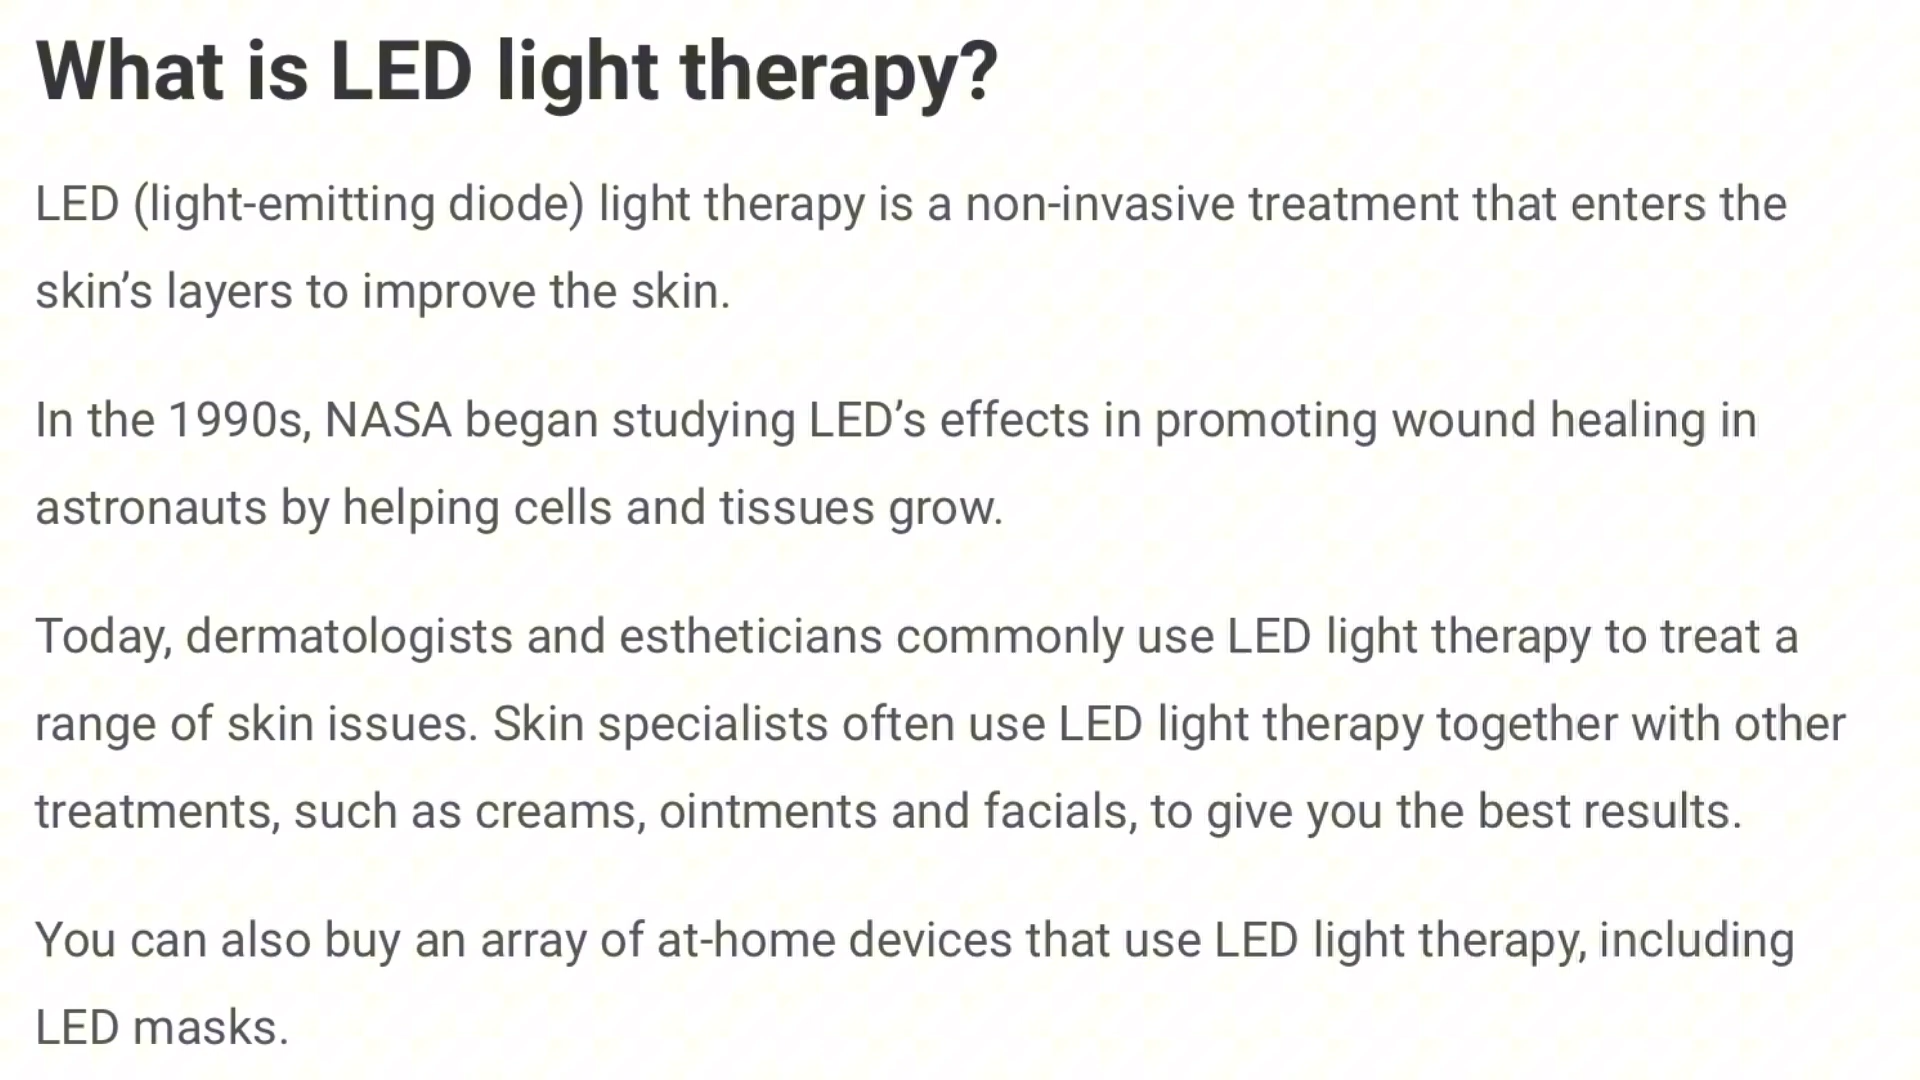 What is LED light therapy?
LED (light-emitting diode) light therapy is a non-invasive treatment that enters the
skin’s layers to improve the skin.
In the 1990s, NASA began studying LED’s effects in promoting wound healing in
astronauts by helping cells and tissues grow.
Today, dermatologists and estheticians commonly use LED light therapy to treat a
range of skin issues. Skin specialists often use LED light therapy together with other
treatments, such as creams, ointments and facials, to give you the best results.
You can also buy an array of at-home devices that use LED light therapy, including
LED masks.